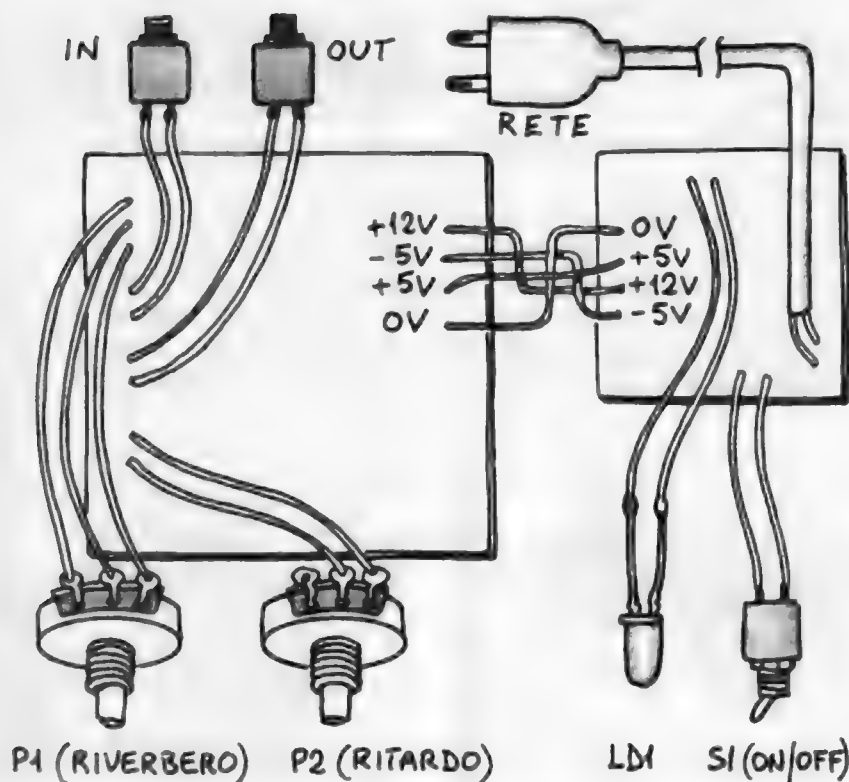 IN
OUT
RETE
+12V
-5V
+5V
0V
0V
+5V
+12V
-5V
P1 (RIVERBERO)
P2 (RITARDO)
LD1
S1 (ON/OFF)